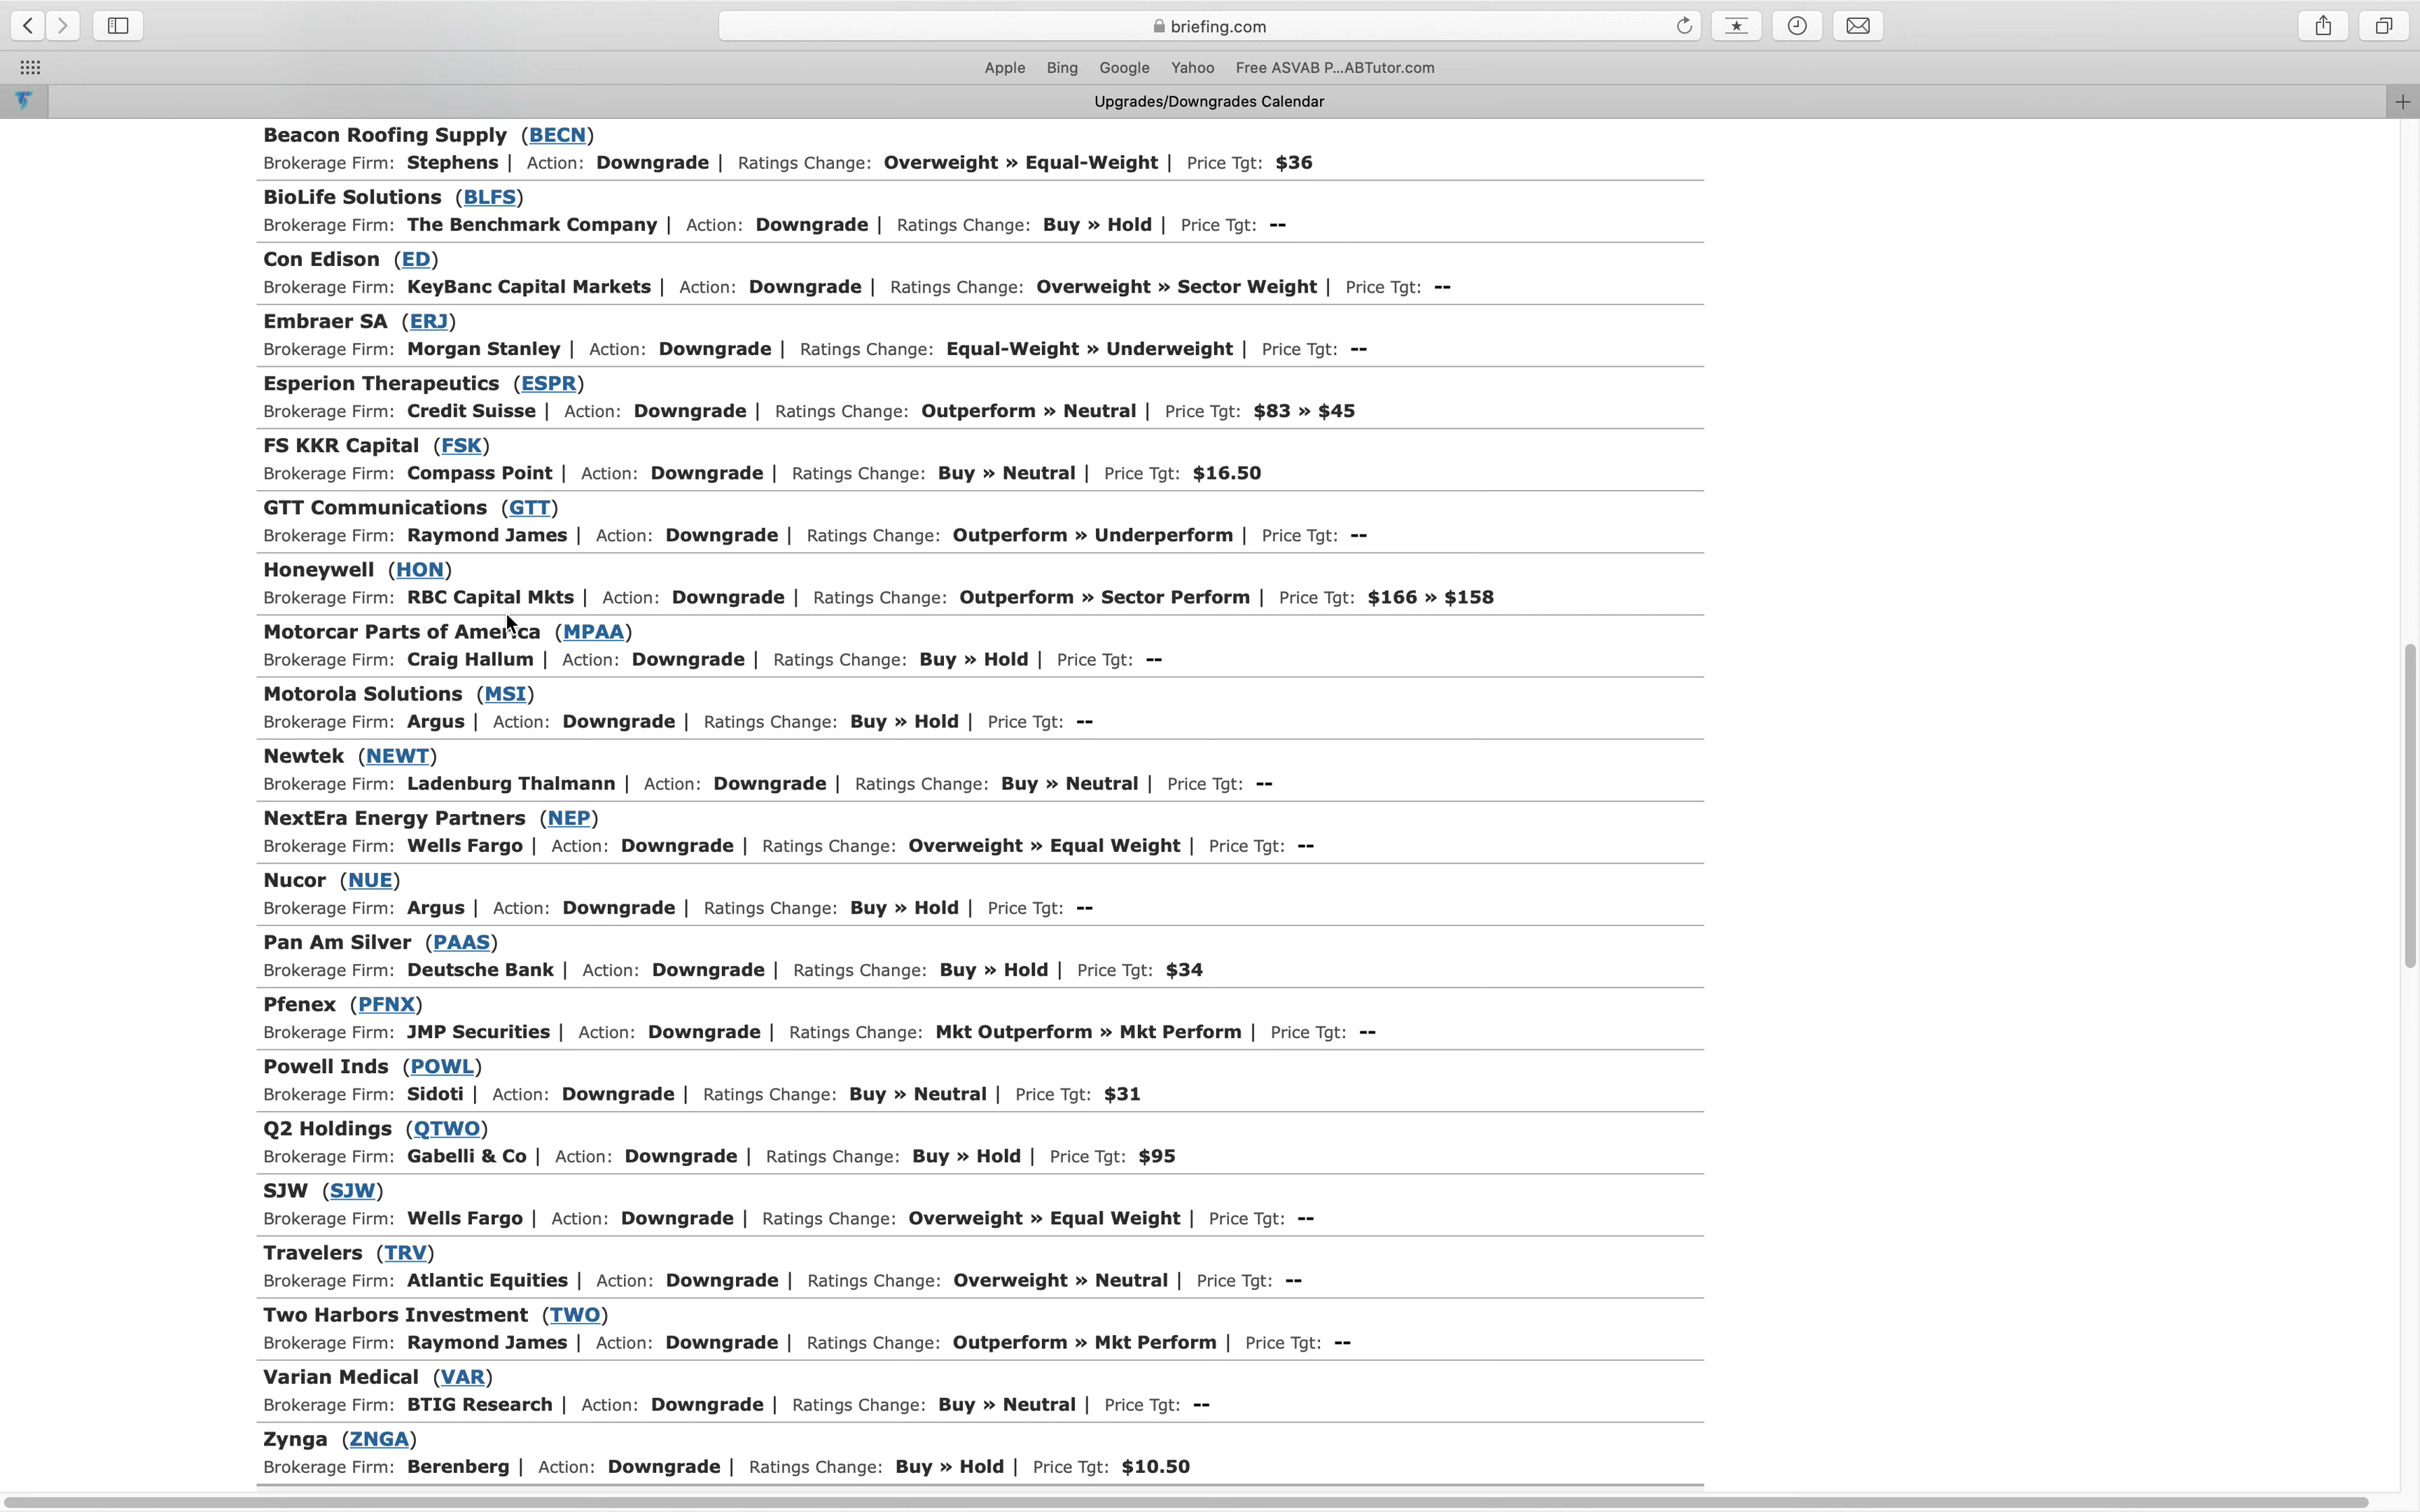 briefing.com
Apple Bing Google Yahoo Free ASVAB P...ABTutor.com
Upgrades/Downgrades Calendar
Beacon Roofing Supply (BECN)
Brokerage Firm: Stephens | Action: Downgrade | Ratings Change: Overweight » Equal-Weight | Price Tgt: $36
BioLife Solutions (BLFS)
Brokerage Firm: The Benchmark Company | Action: Downgrade | Ratings Change: Buy » Hold | Price Tgt: --
Con Edison (ED)
Brokerage Firm: KeyBanc Capital Markets | Action: Downgrade | Ratings Change: Overweight » Sector Weight | Price Tgt: --
Embraer SA (ERJ)
Brokerage Firm: Morgan Stanley | Action: Downgrade | Ratings Change: Equal-Weight » Underweight | Price Tgt: --
Esperion Therapeutics (ESPR)
Brokerage Firm: Credit Suisse | Action: Downgrade | Ratings Change: Outperform » Neutral | Price Tgt: $83 » $45
FS KKR Capital (FSK)
Brokerage Firm: Compass Point | Action: Downgrade | Ratings Change: Buy » Neutral | Price Tgt: $16.50
GTT Communications (GTT)
Brokerage Firm: Raymond James | Action: Downgrade | Ratings Change: Outperform » Underperform | Price Tgt: --
Honeywell (HON)
Brokerage Firm: RBC Capital Mkts | Action: Downgrade | Ratings Change: Outperform » Sector Perform | Price Tgt: $166 » $158
Motorcar Parts of America (MPAA)
Brokerage Firm: Craig Hallum | Action: Downgrade | Ratings Change: Buy » Hold | Price Tgt: --
Motorola Solutions (MSI)
Brokerage Firm: Argus | Action: Downgrade | Ratings Change: Buy » Hold | Price Tgt: --
Newtek (NEWT)
Brokerage Firm: Ladenburg Thalmann | Action: Downgrade | Ratings Change: Buy » Neutral | Price Tgt: --
NextEra Energy Partners (NEP)
Brokerage Firm: Wells Fargo | Action: Downgrade | Ratings Change: Overweight » Equal Weight | Price Tgt: --
Nucor (NUE)
Brokerage Firm: Argus | Action: Downgrade | Ratings Change: Buy » Hold | Price Tgt: --
Pan Am Silver (PAAS)
Brokerage Firm: Deutsche Bank | Action: Downgrade | Ratings Change: Buy » Hold | Price Tgt: $34
Pfenex (PFNX)
Brokerage Firm: JMP Securities | Action: Downgrade | Ratings Change: Mkt Outperform » Mkt Perform | Price Tgt: --
Powell Inds (POWL)
Brokerage Firm: Sidoti | Action: Downgrade | Ratings Change: Buy » Neutral | Price Tgt: $31
Q2 Holdings (QTWO)
Brokerage Firm: Gabelli & Co | Action: Downgrade | Ratings Change: Buy » Hold | Price Tgt: $95
SJW (SJW)
Brokerage Firm: Wells Fargo | Action: Downgrade | Ratings Change: Overweight » Equal Weight | Price Tgt: --
Travelers (TRV)
Brokerage Firm: Atlantic Equities | Action: Downgrade | Ratings Change: Overweight » Neutral | Price Tgt: --
Two Harbors Investment (TWO)
Brokerage Firm: Raymond James | Action: Downgrade | Ratings Change: Outperform » Mkt Perform | Price Tgt: --
Varian Medical (VAR)
Brokerage Firm: BTIG Research | Action: Downgrade | Ratings Change: Buy » Neutral | Price Tgt: --
Zynga (ZNGA)
Brokerage Firm: Berenberg | Action: Downgrade | Ratings Change: Buy » Hold | Price Tgt: $10.50